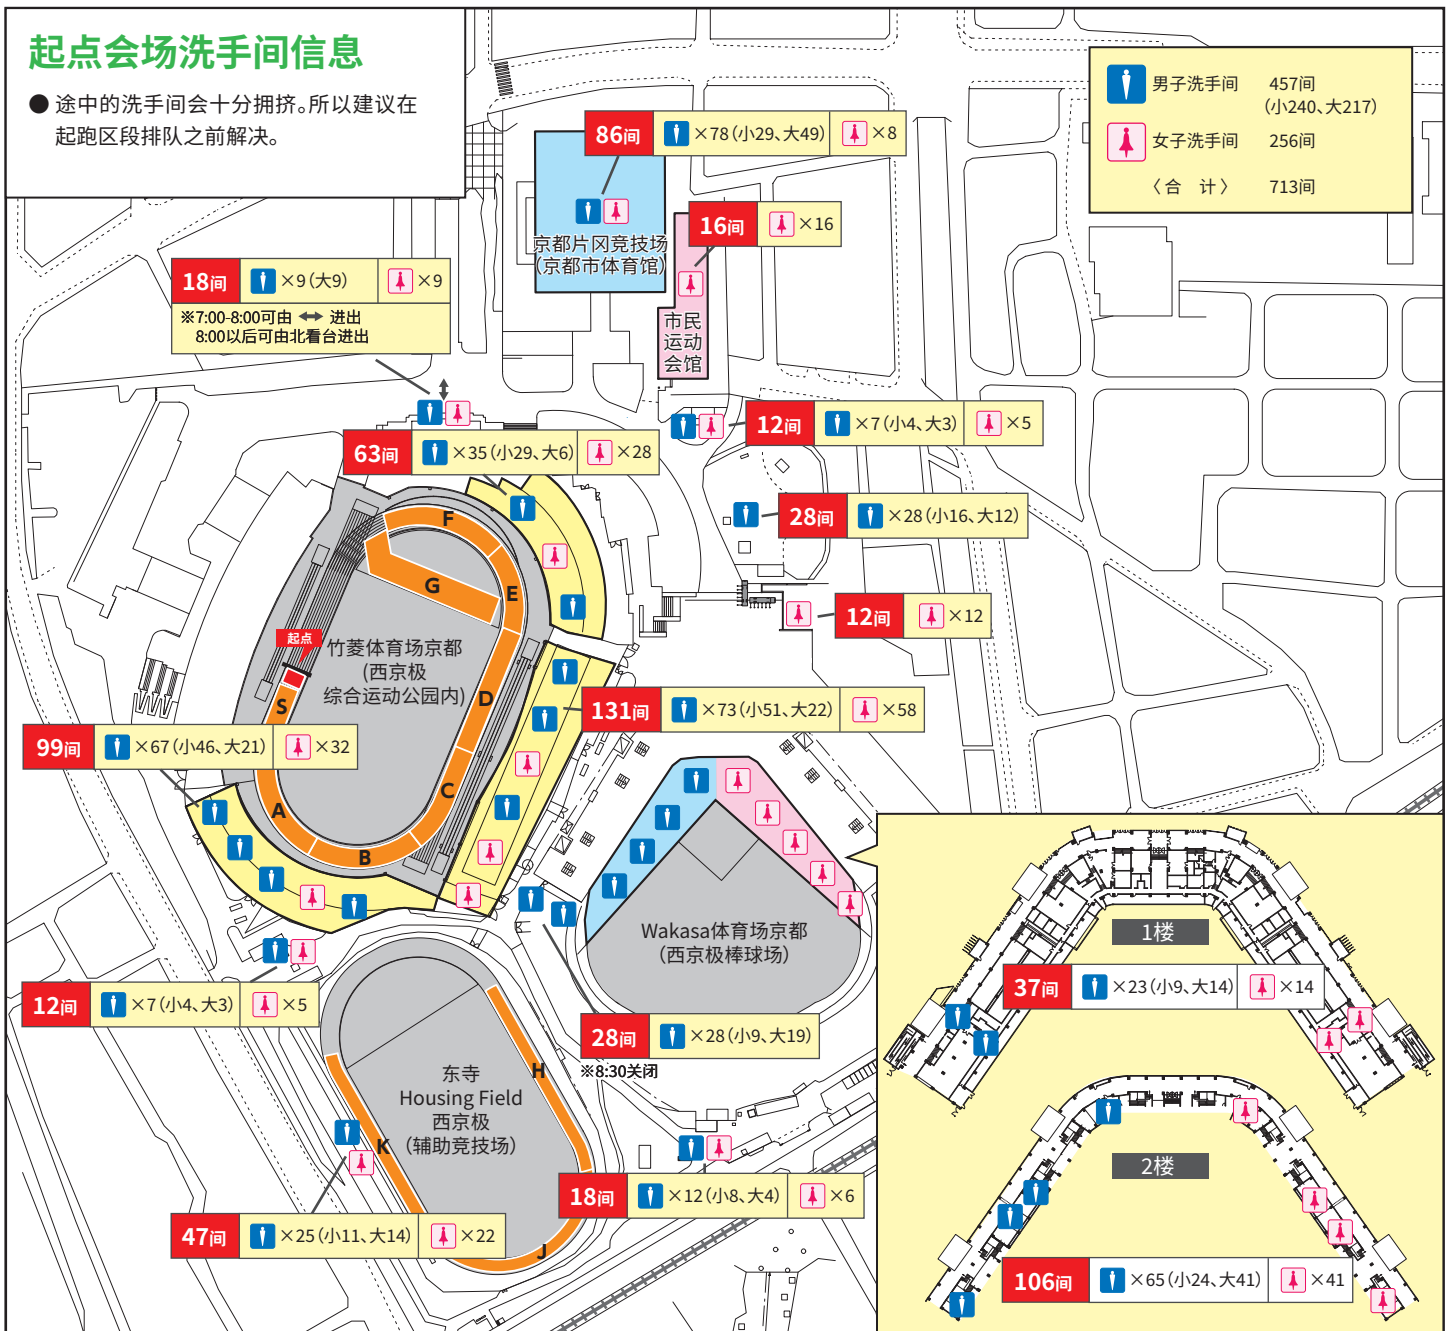 起点会场洗手间信息
● 途中的洗手间会十分拥挤。所以建议在
起跑区段排队之前解决。
男子洗手间 457间
(小240、大217)
女子洗手间 256间
〈合 计〉 713间
86间 ×78(小29、大49) ×8
京都片冈竞技场
(京都市体育馆)
16间 ×16
市民
运动
会馆
18间 ×9(大9) ×9
※7:00-8:00可由 ↔ 进出
8:00以后可由北看台进出
12间 ×7(小4、大3) ×5
63间 ×35(小29、大6) ×28
28间 ×28(小16、大12)
12间 ×12
F
G
E
起点
竹菱体育场京都
(西京极
综合运动公园内)
D
S
131间 ×73(小51、大22) ×58
99间 ×67(小46、大21) ×32
C
A
B
Wakasa体育场京都
(西京极棒球场)
1楼
37间 ×23(小9、大14) ×14
12间 ×7(小4、大3) ×5
28间 ×28(小9、大19)
※8:30关闭
东寺
Housing Field
西京极
(辅助竞技场)
H
K
J
2楼
18间 ×12(小8、大4) ×6
47间 ×25(小11、大14) ×22
106间 ×65(小24、大41) ×41